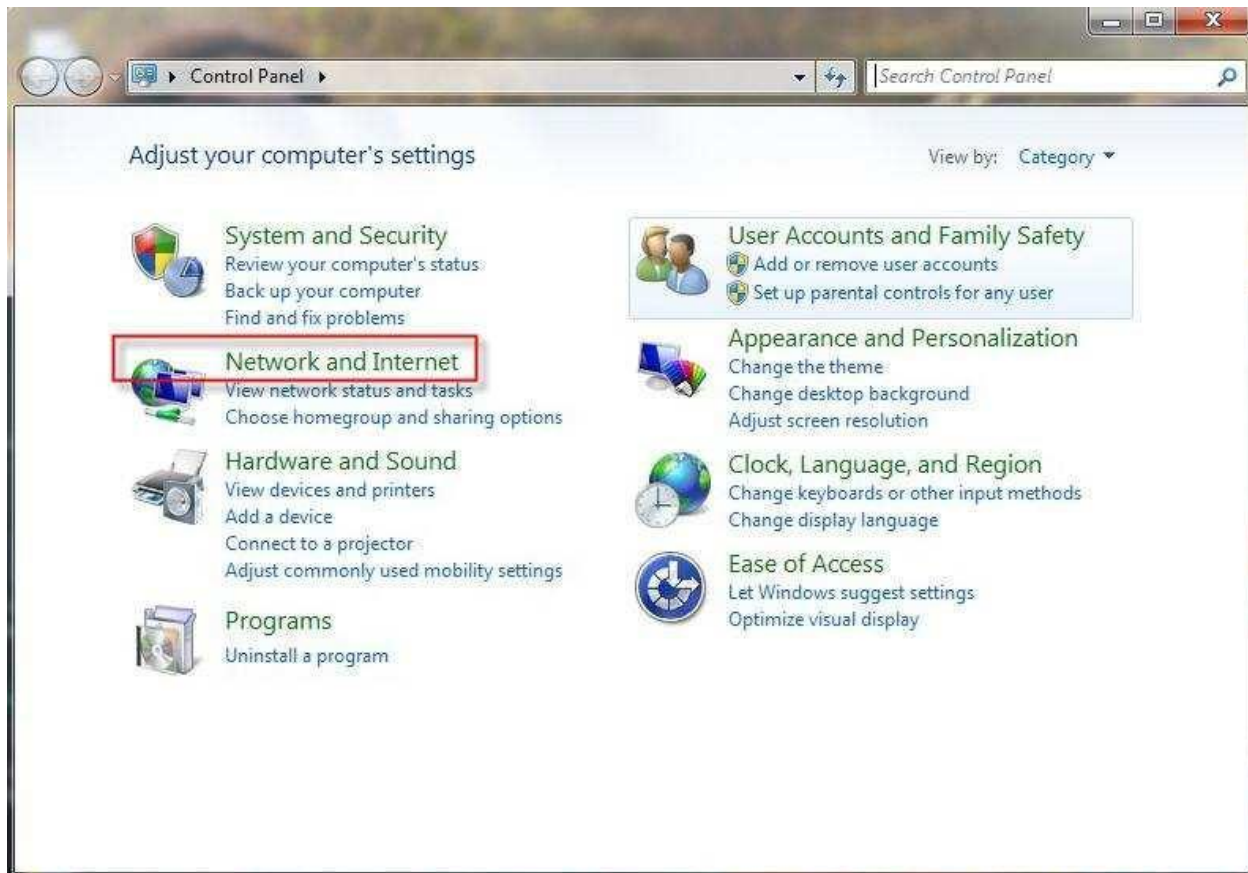 Control Panel
Search Control Panel
Adjust your computer's settings
View by: Category
System and Security
Review your computer's status
Back up your computer
Find and fix problems
Network and Internet
View network status and tasks
Choose homegroup and sharing options
Hardware and Sound
View devices and printers
Add a device
Connect to a projector
Adjust commonly used mobility settings
Programs
Uninstall a program
User Accounts and Family Safety
Add or remove user accounts
Set up parental controls for any user
Appearance and Personalization
Change the theme
Change desktop background
Adjust screen resolution
Clock, Language, and Region
Change keyboards or other input methods
Change display language
Ease of Access
Let Windows suggest settings
Optimize visual display